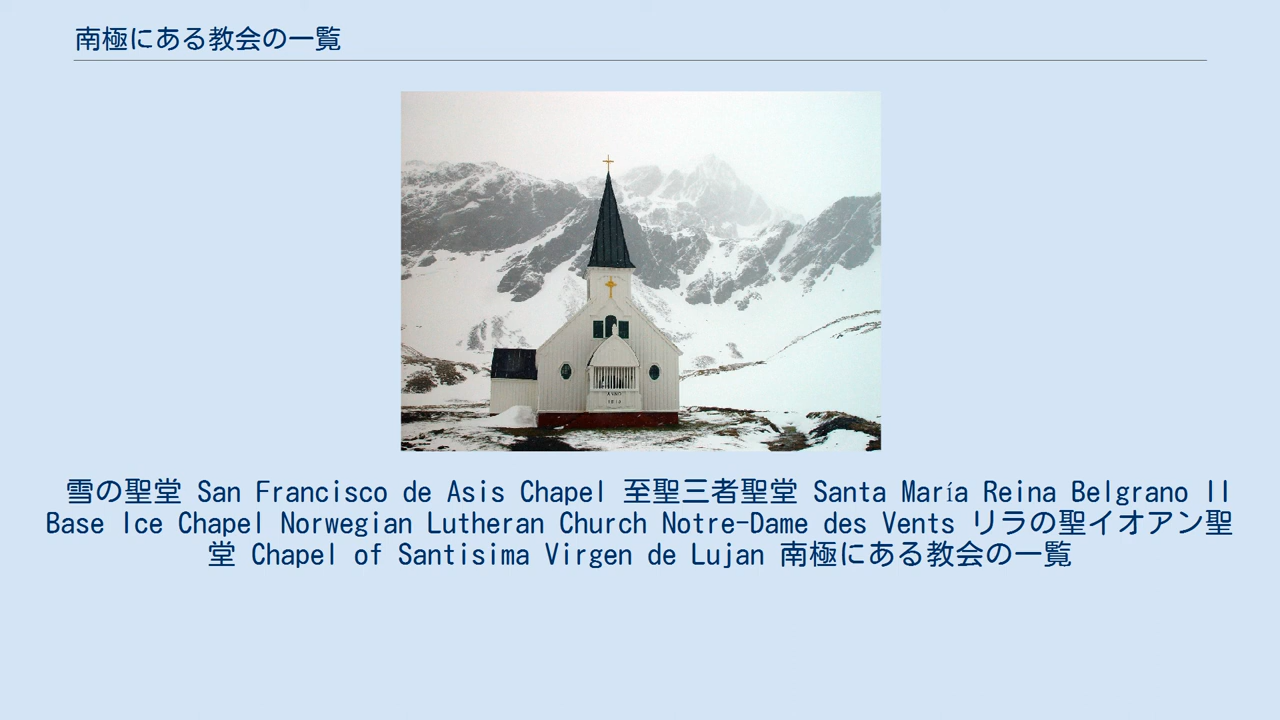 南極にある教会の一覧
雪の聖堂 San Francisco de Asis Chapel 至聖三者聖堂 Santa María Reina Belgrano II
Base Ice Chapel Norwegian Lutheran Church Notre-Dame des Vents リラの聖イオアン聖
堂 Chapel of Santisima Virgen de Lujan 南極にある教会の一覧